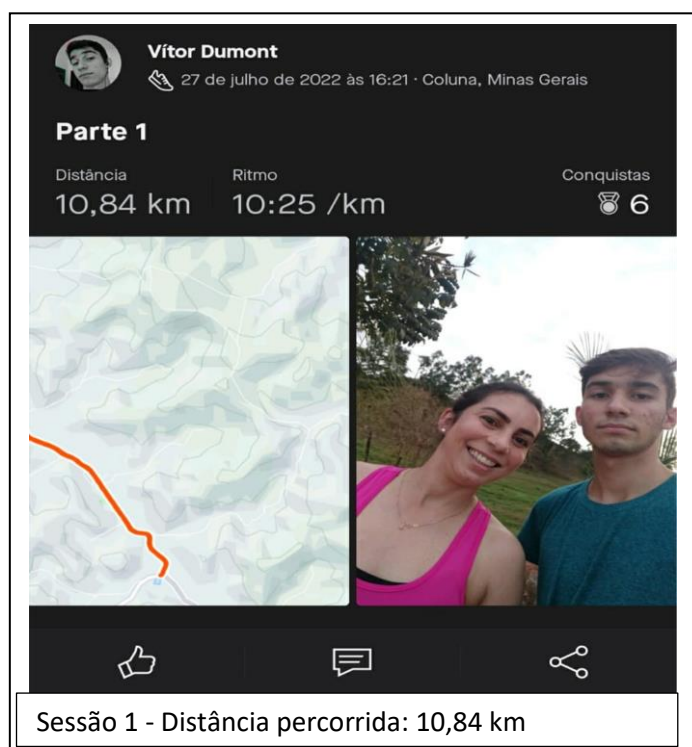 Vítor Dumont
27 de julho de 2022 às 16:21 · Coluna, Minas Gerais
Parte 1
Distância Ritmo Conquistas
10,84 km 10:25 /km 6
Sessão 1 - Distância percorrida: 10,84 km